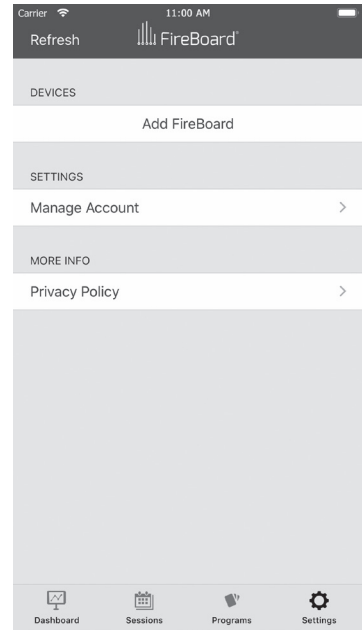 Carrier 11:00 AM
Refresh FireBoard®
DEVICES
Add FireBoard
SETTINGS
Manage Account
MORE INFO
Privacy Policy
Dashboard Sessions Programs Settings